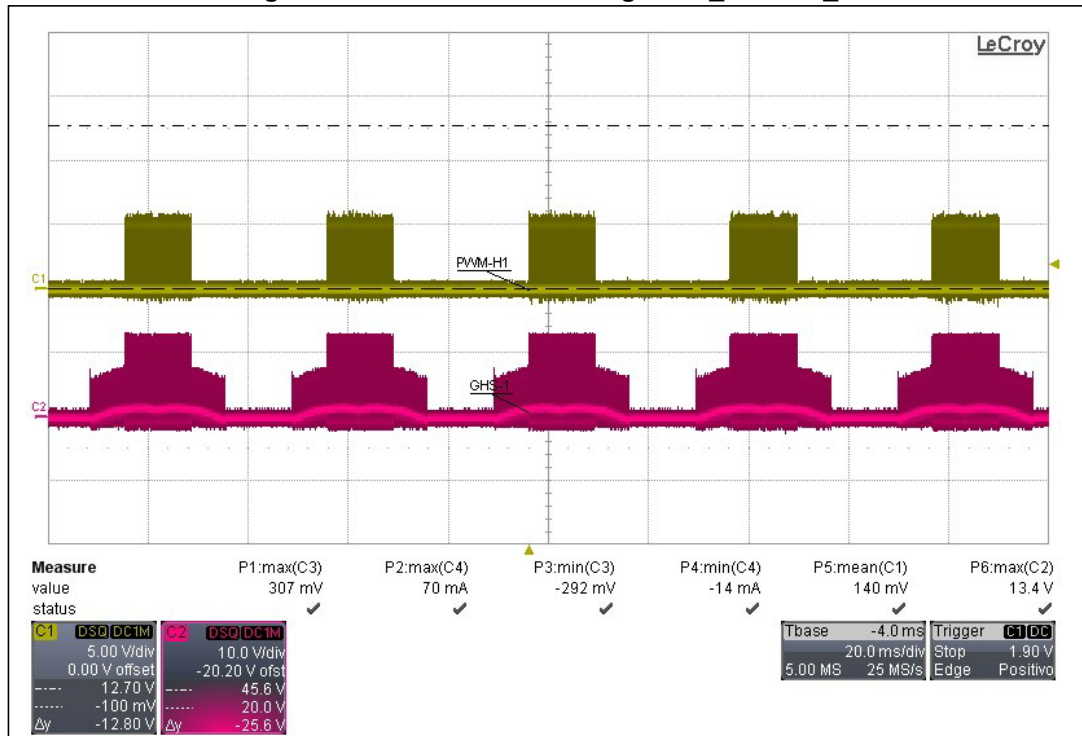 LeCroy
C1
PWM-H1
C2
GHS-1
Measure P1:max(C3) P2:max(C4) P3:min(C3) P4:min(C4) P5:mean(C1) P6:max(C2)
value 307 mV 70 mA -292 mV -14 mA 140 mV 13.4 V
status ✓ ✓ ✓ ✓ ✓ ✓
C1 DSQ DC1M
5.00 V/div
0.00 V offset
12.70 V
-100 mV
Δy -12.80 V
C2 DSQ DC1M
10.0 V/div
-20.20 V ofst
45.6 V
20.0 V
Δy -25.6 V
Tbase -4.0 ms
20.0 ms/div
5.00 MS 25 MS/s
Trigger C1 DC
Stop 1.90 V
Edge Positivo